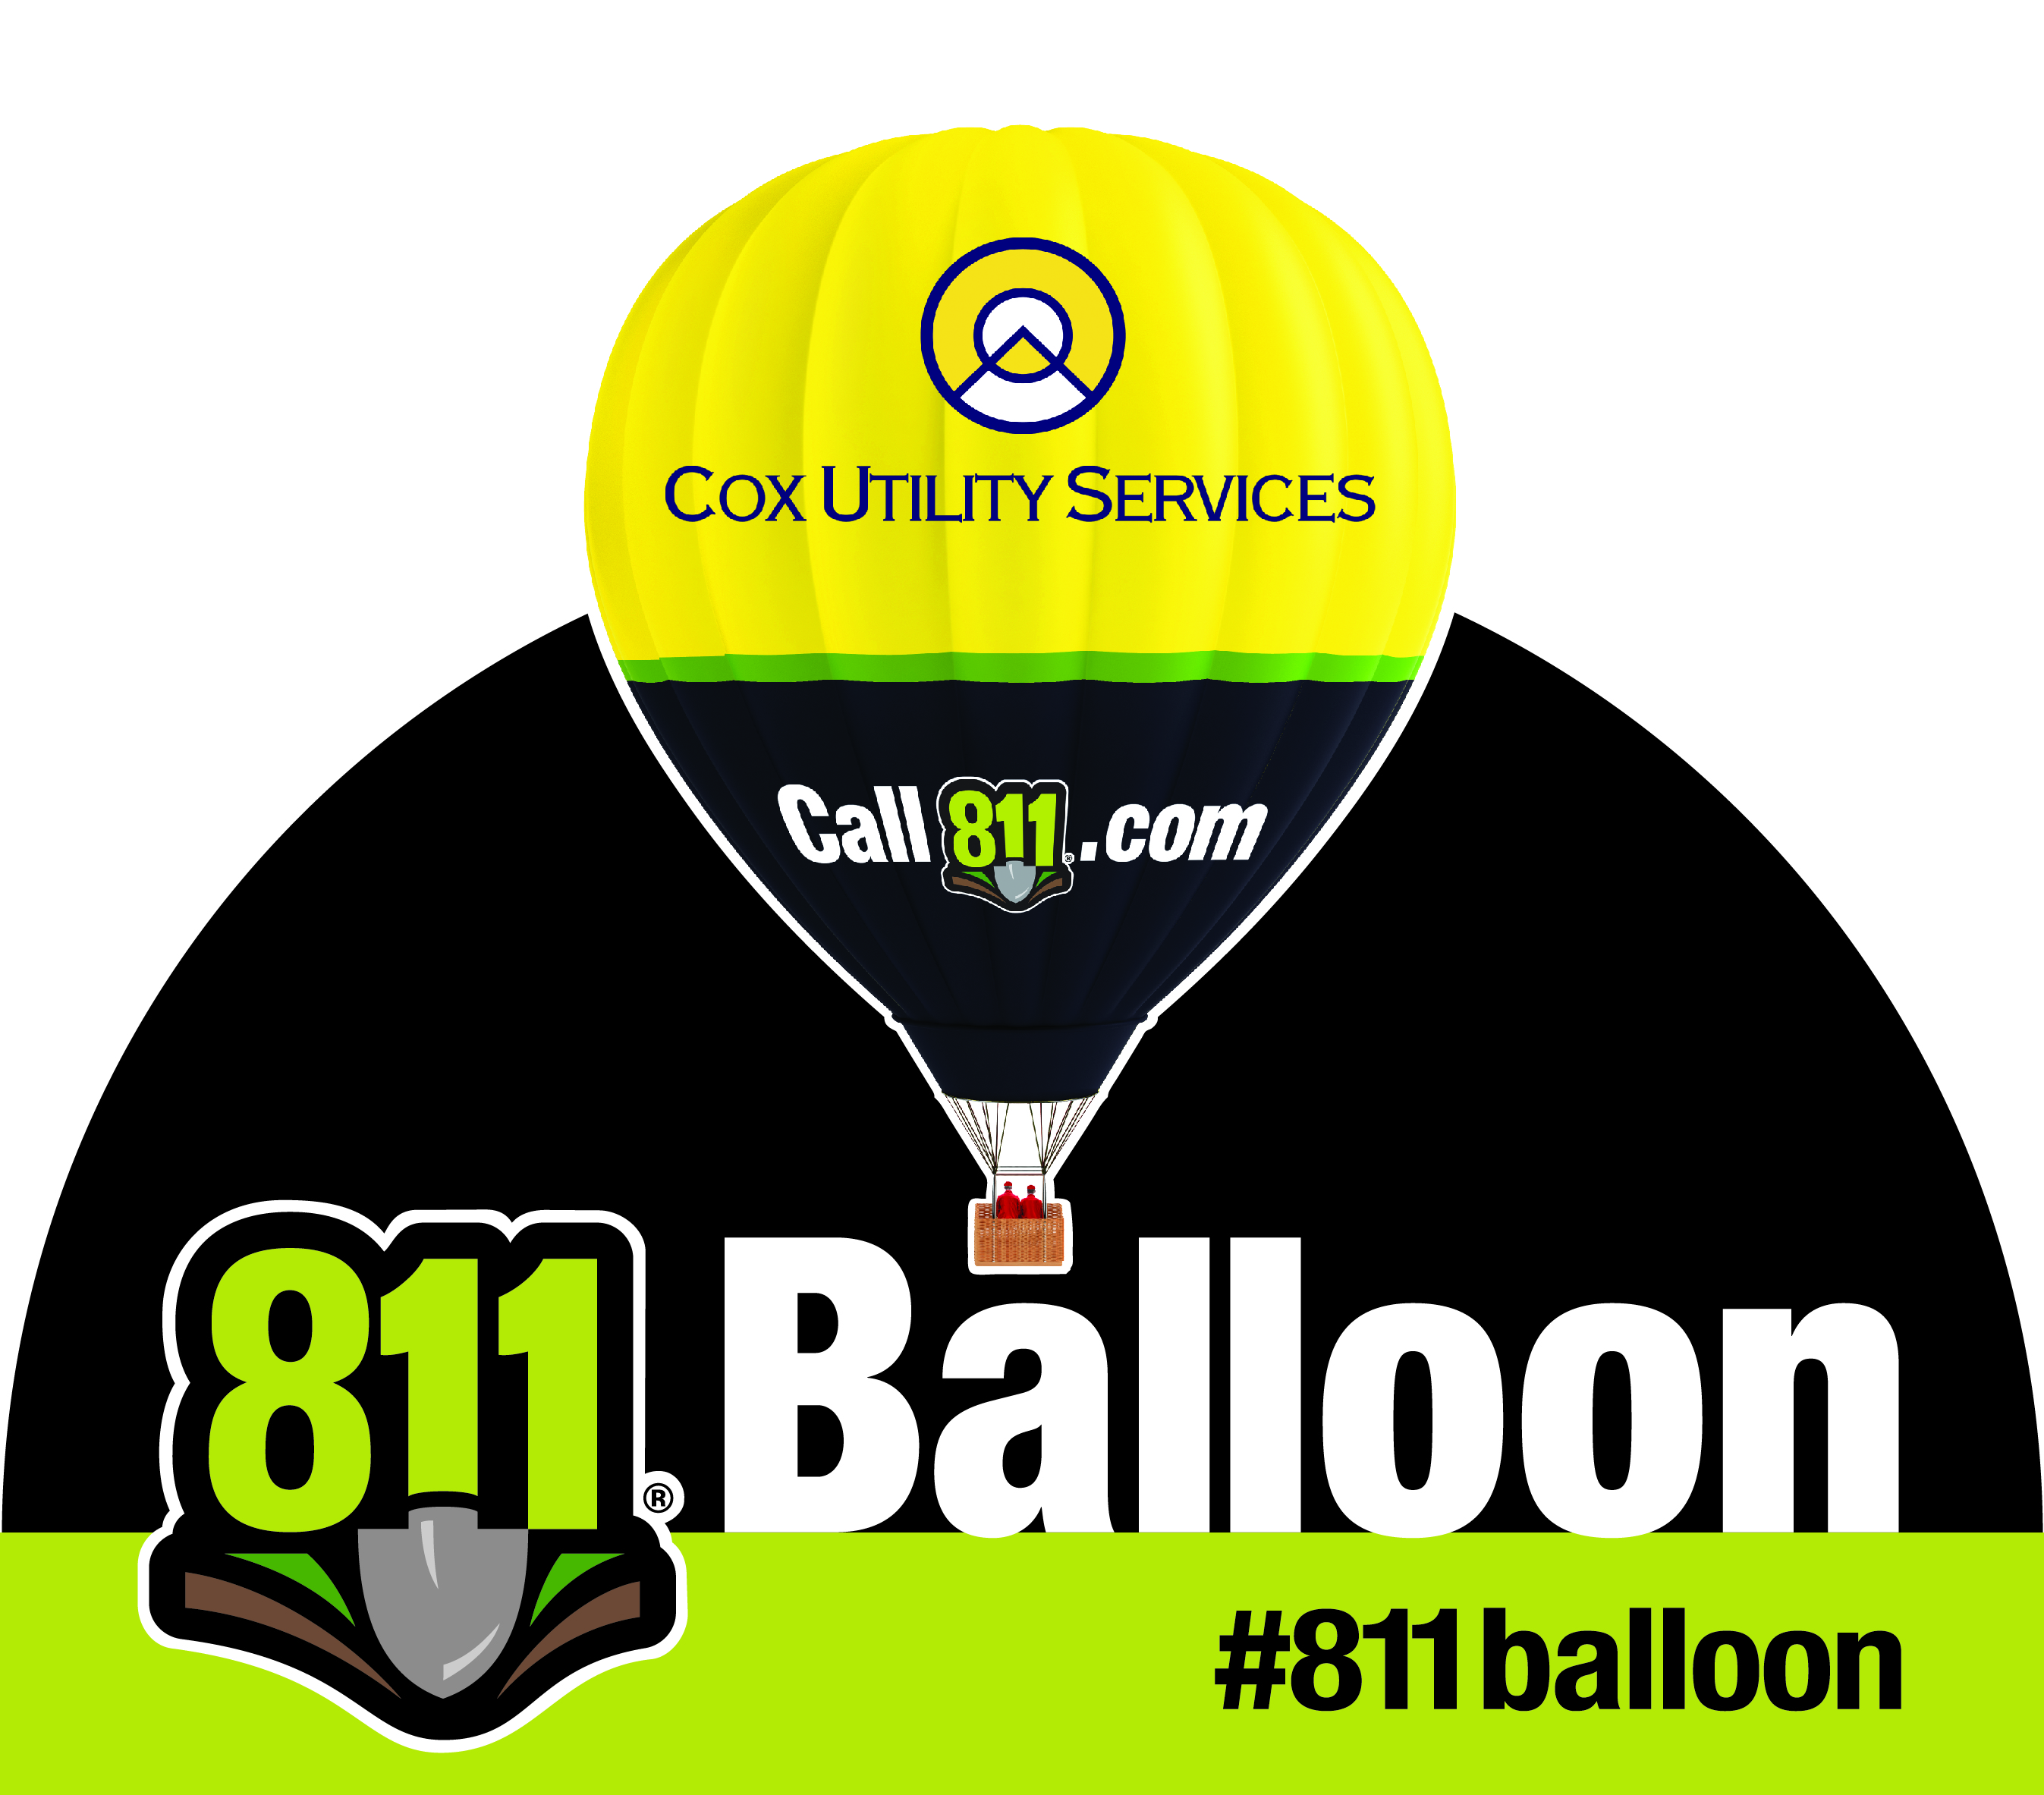 Cox Utility Services
Call 811®.com
811® Balloon
#811balloon